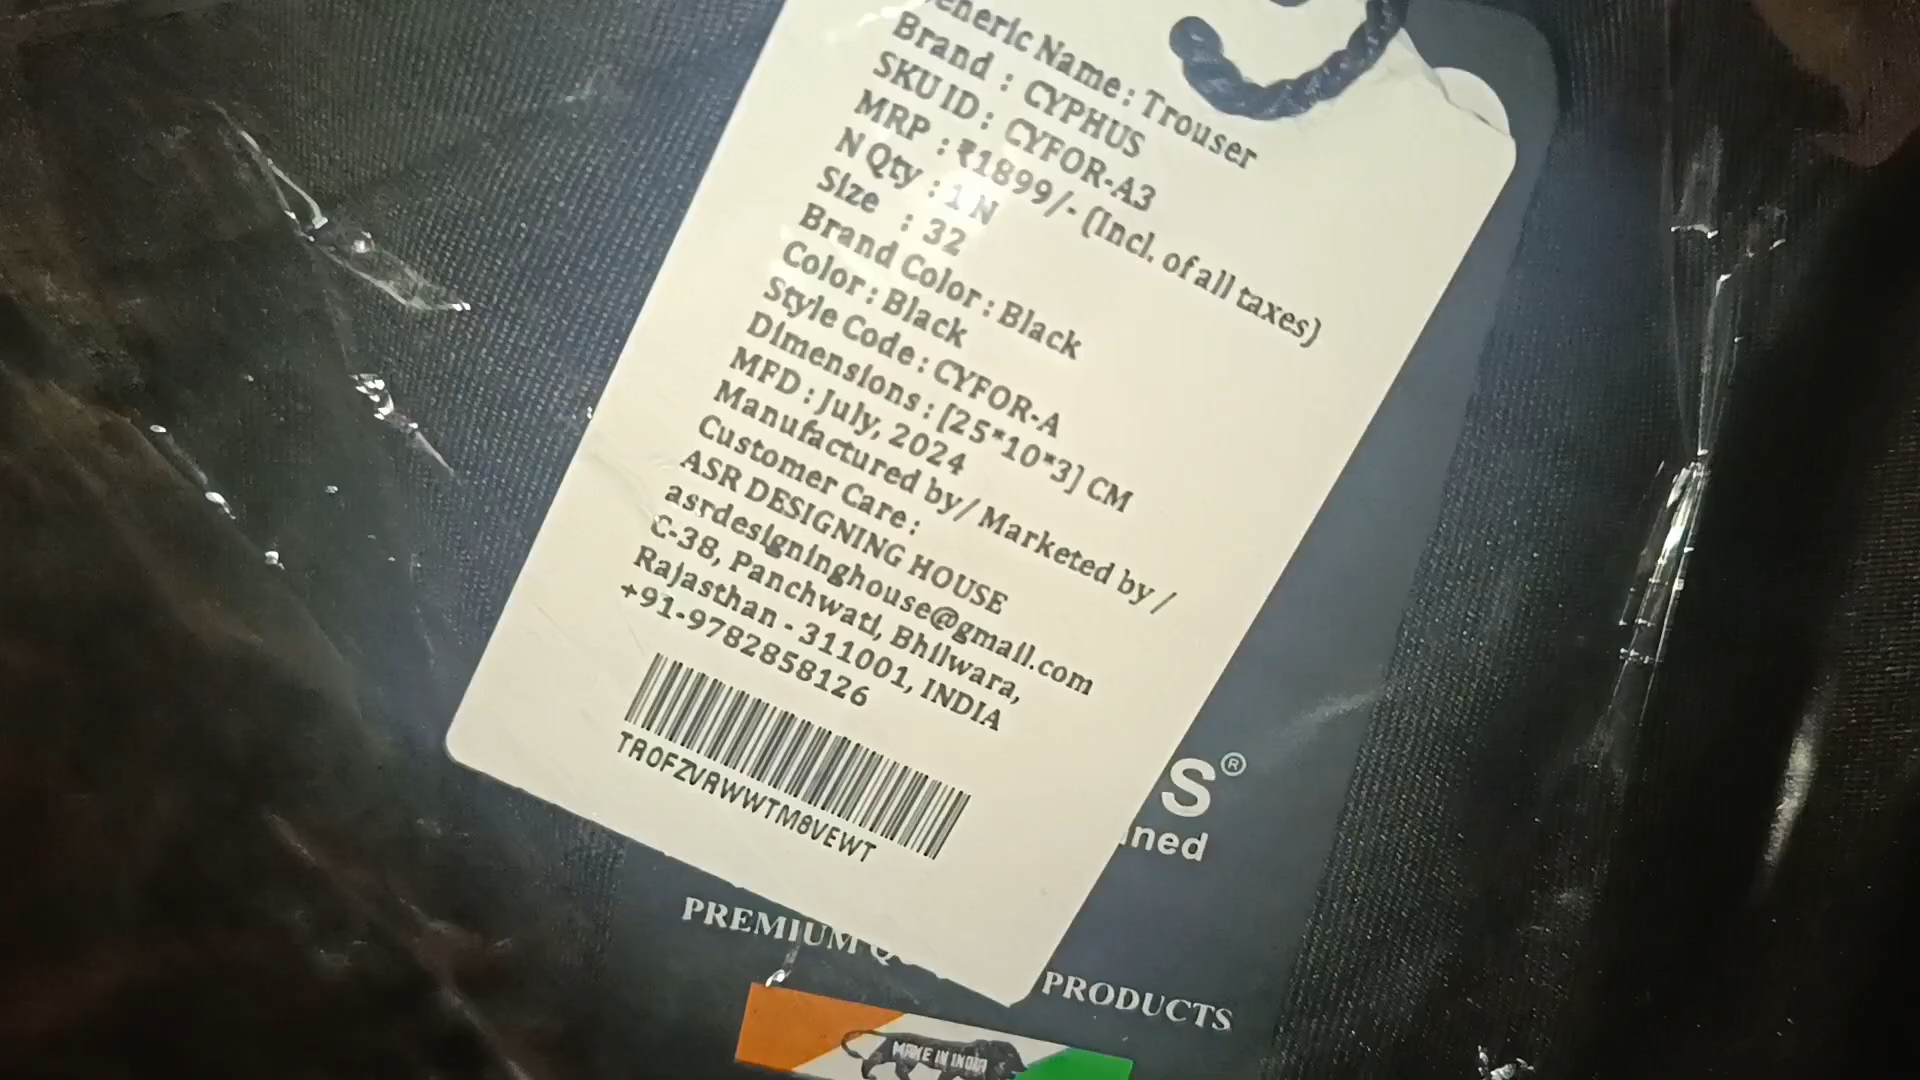 eneric Name : Trouser
Brand : CYPHUS
SKU ID : CYFOR-A3
MRP : ₹1899/- (Incl. of all taxes)
N Qty : 1 N
Size : 32
Brand Color : Black
Color : Black
Style Code : CYFOR-A
Dimensions : [25*10*3] CM
MFD : July, 2024
Manufactured by/ Marketed by /
Customer Care :
ASR DESIGNING HOUSE
asrdesigninghouse@gmail.com
C-38, Panchwati, Bhilwara,
Rajasthan - 311001, INDIA
+91-9782858126
TROFZVRWWTM8VEWT
S®
ined
PREMIUM Q PRODUCTS
MAKE IN INDIA